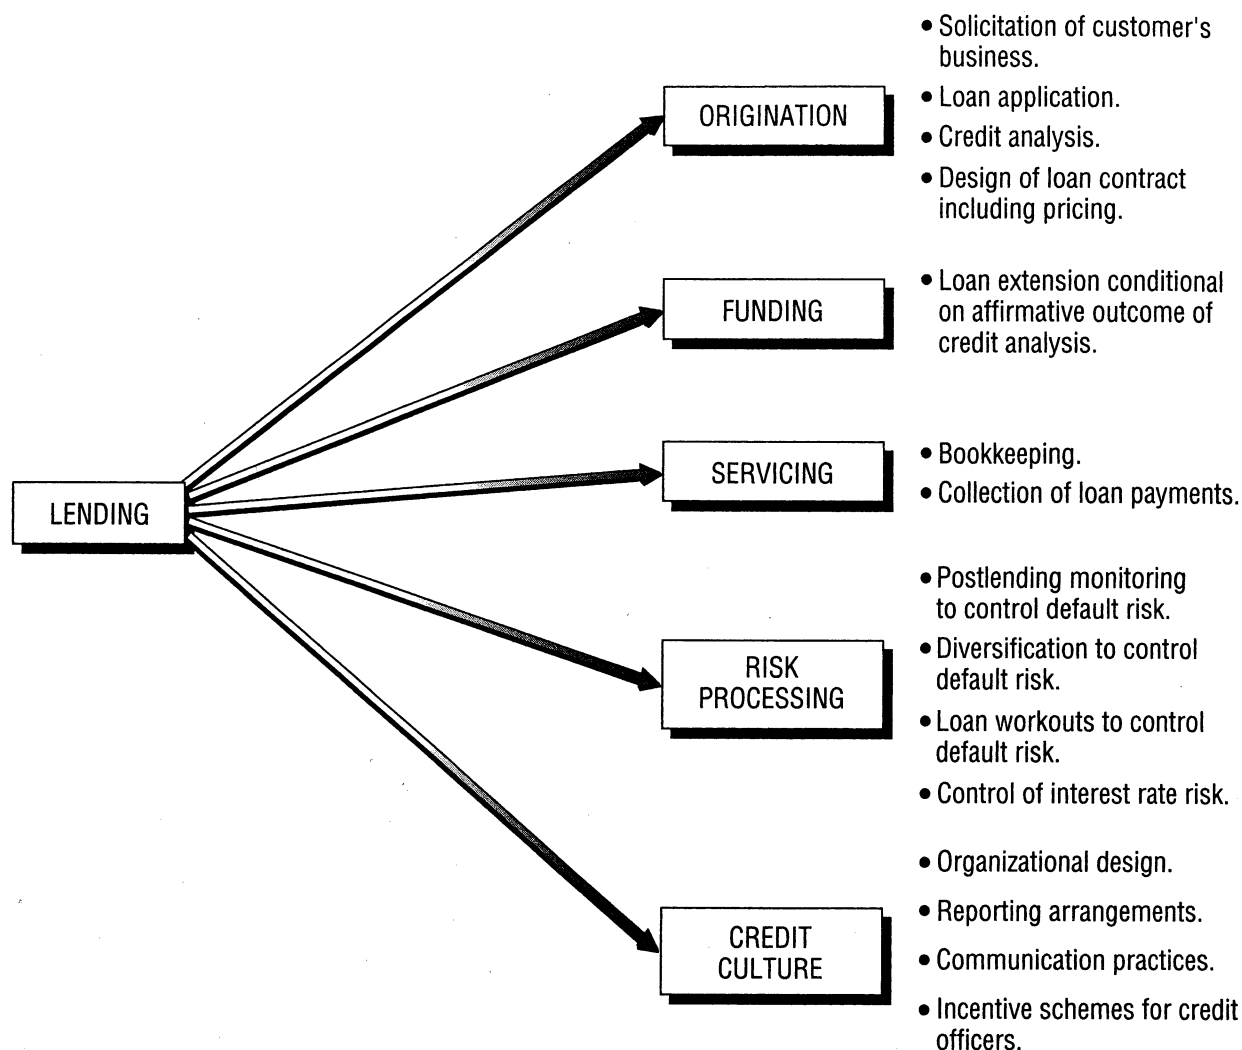 • Solicitation of customer's
business.
ORIGINATION
• Loan application.
• Credit analysis.
• Design of loan contract
including pricing.
FUNDING
• Loan extension conditional
on affirmative outcome of
credit analysis.
LENDING
SERVICING
• Bookkeeping.
• Collection of loan payments.
RISK
PROCESSING
• Postlending monitoring
to control default risk.
• Diversification to control
default risk.
• Loan workouts to control
default risk.
• Control of interest rate risk.
CREDIT
CULTURE
• Organizational design.
• Reporting arrangements.
• Communication practices.
• Incentive schemes for credit
officers.